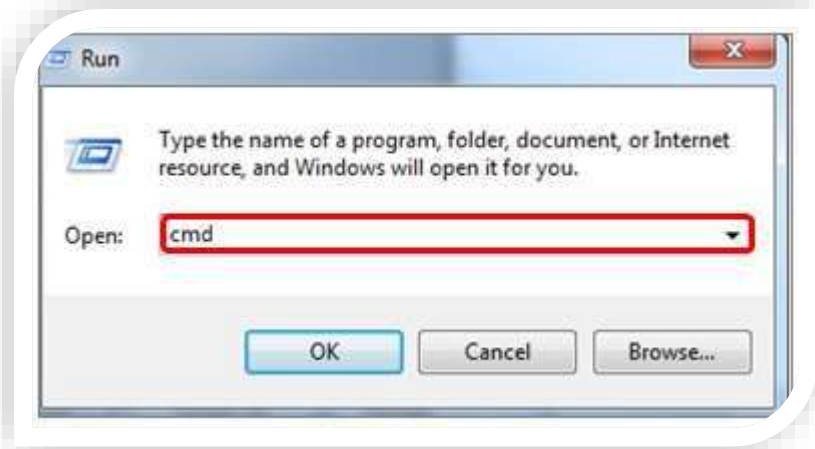 Run
Type the name of a program, folder, document, or Internet
resource, and Windows will open it for you.
Open: cmd
OK Cancel Browse...